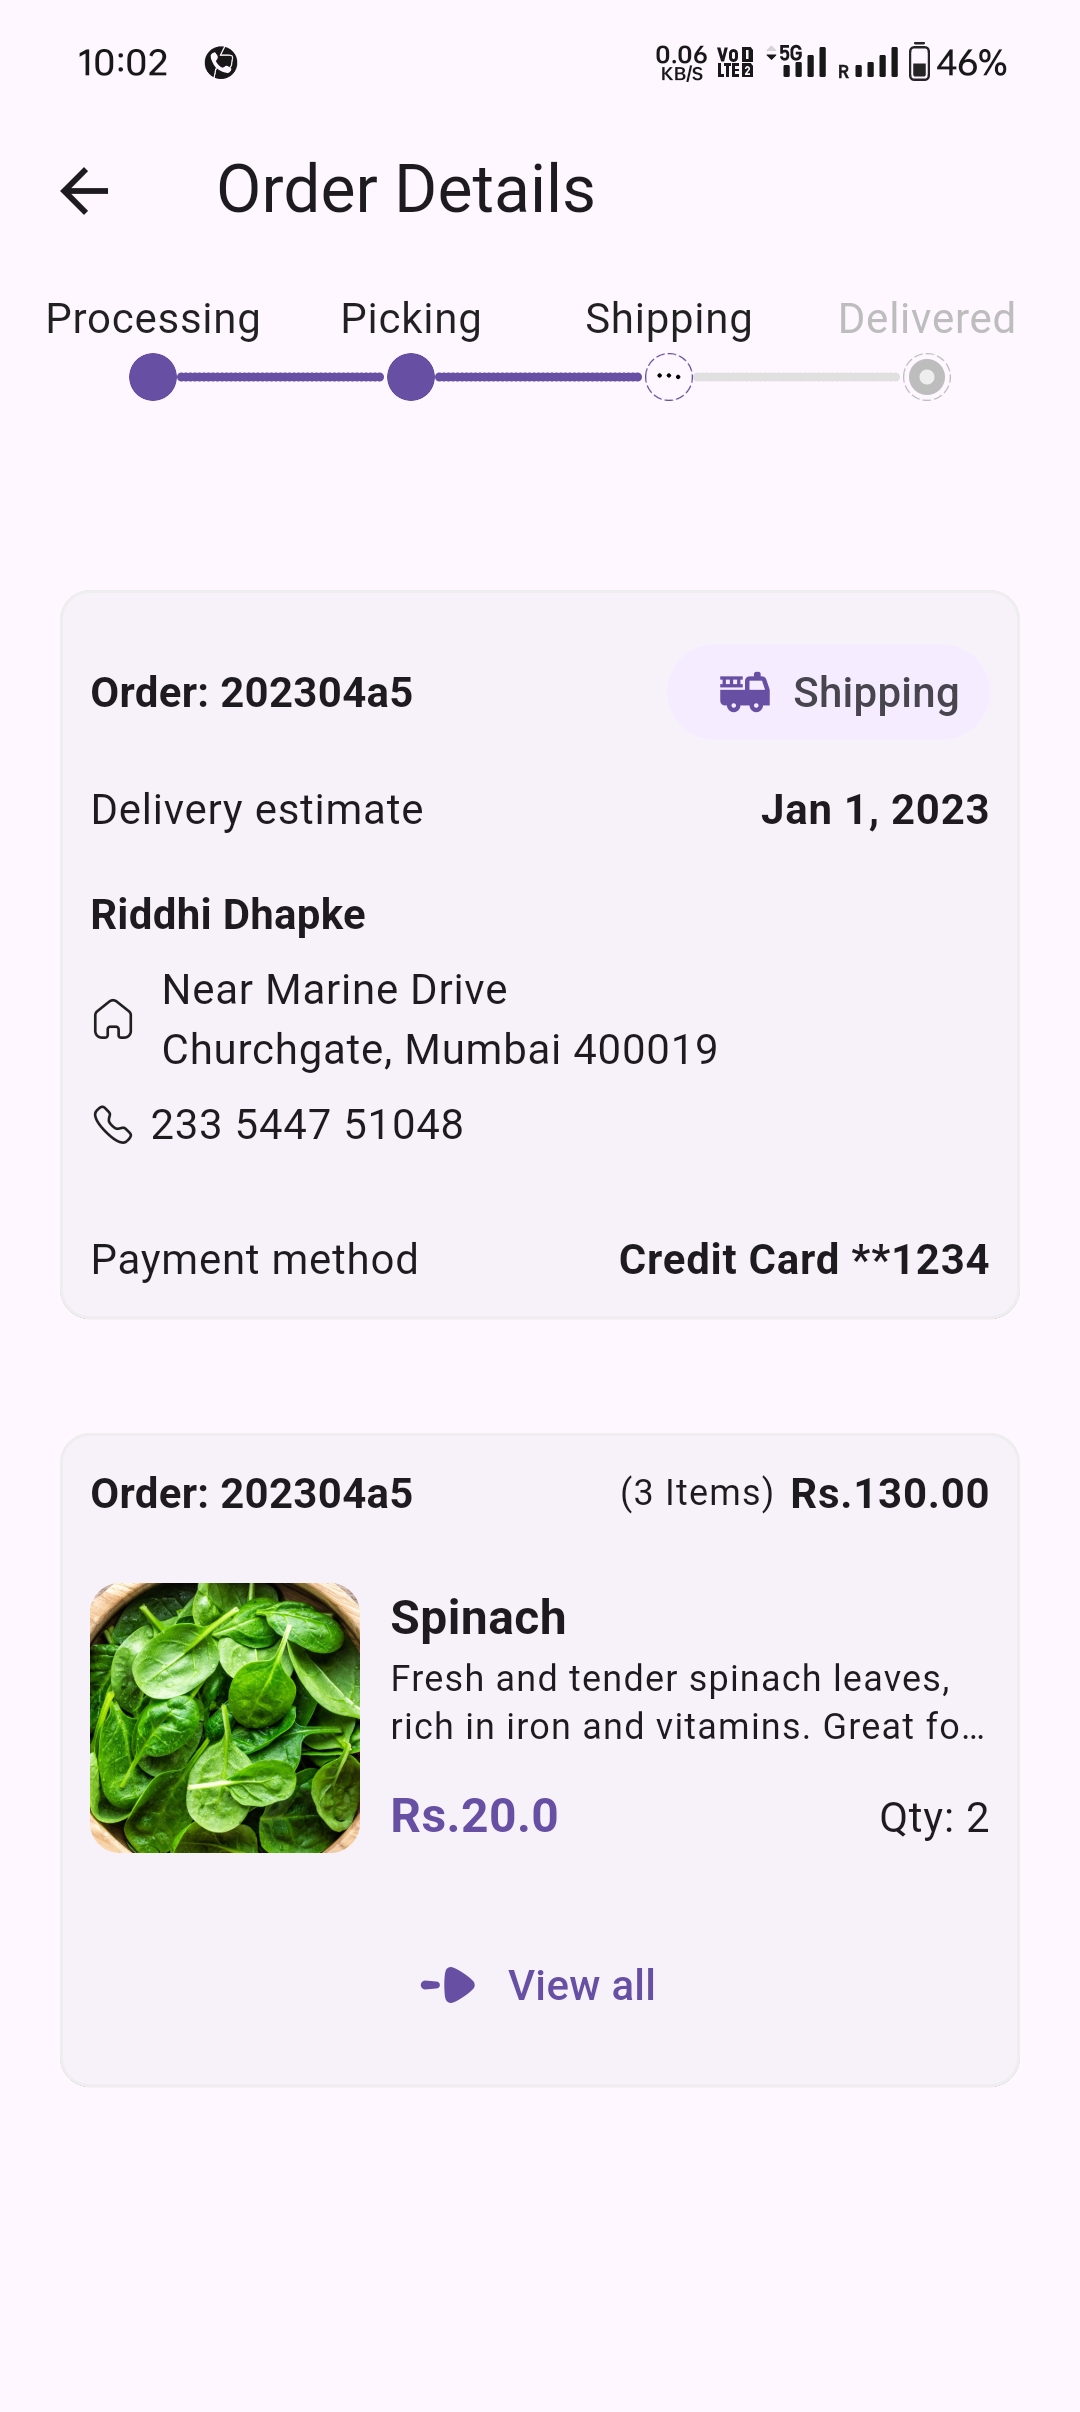 10:02 0.06 KB/S VoD LTE 2 5G R 46%
Order Details
Processing Picking Shipping Delivered
Order: 202304a5 Shipping
Delivery estimate Jan 1, 2023
Riddhi Dhapke
Near Marine Drive
Churchgate, Mumbai 400019
233 5447 51048
Payment method Credit Card **1234
Order: 202304a5 (3 Items) Rs.130.00
Spinach
Fresh and tender spinach leaves,
rich in iron and vitamins. Great fo…
Rs.20.0 Qty: 2
View all